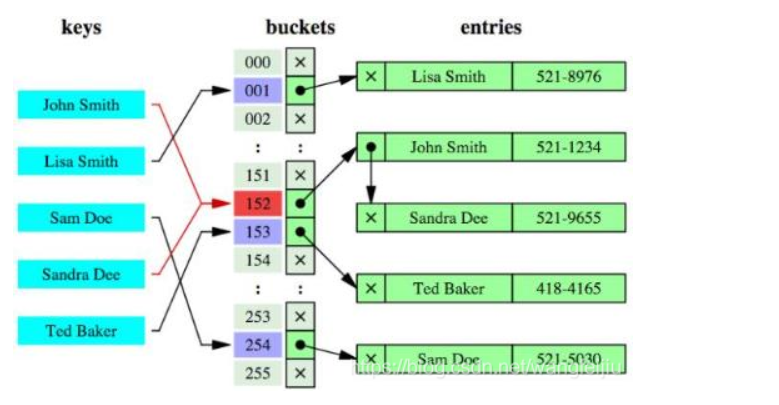 keys buckets entries
000 ×
001 × Lisa Smith 521-8976
John Smith
002 ×
: : × John Smith 521-1234
Lisa Smith
151 ×
152
Sam Doe × Sandra Dee 521-9655
153
154 ×
Sandra Dee × Ted Baker 418-4165
: :
253 ×
Ted Baker
254 × Sam Doe 521-5030
255 ×
https://blog.csdn.net/wangleijiu